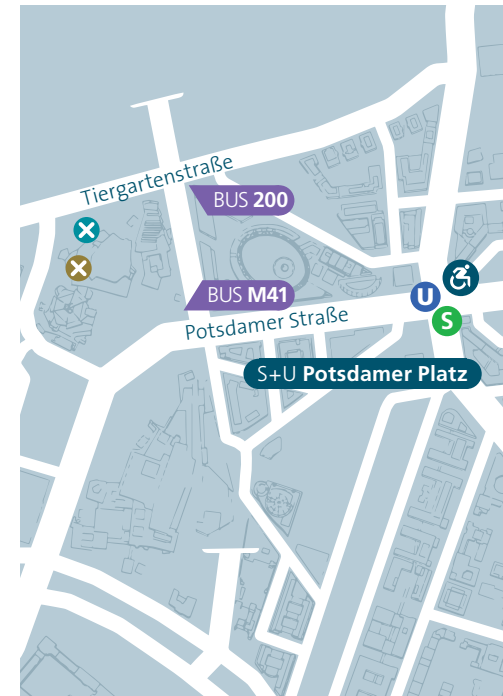 Tiergartenstraße
BUS 200
BUS M41
U
S
Potsdamer Straße
S+U Potsdamer Platz